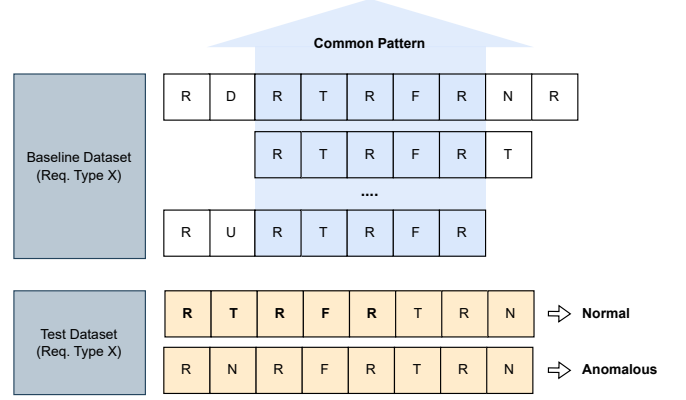 Common Pattern
Baseline Dataset
(Req. Type X)
R D R T R F R N R
R T R F R T
....
R U R T R F R
Test Dataset
(Req. Type X)
R T R F R T R N Normal
R N R F R T R N Anomalous